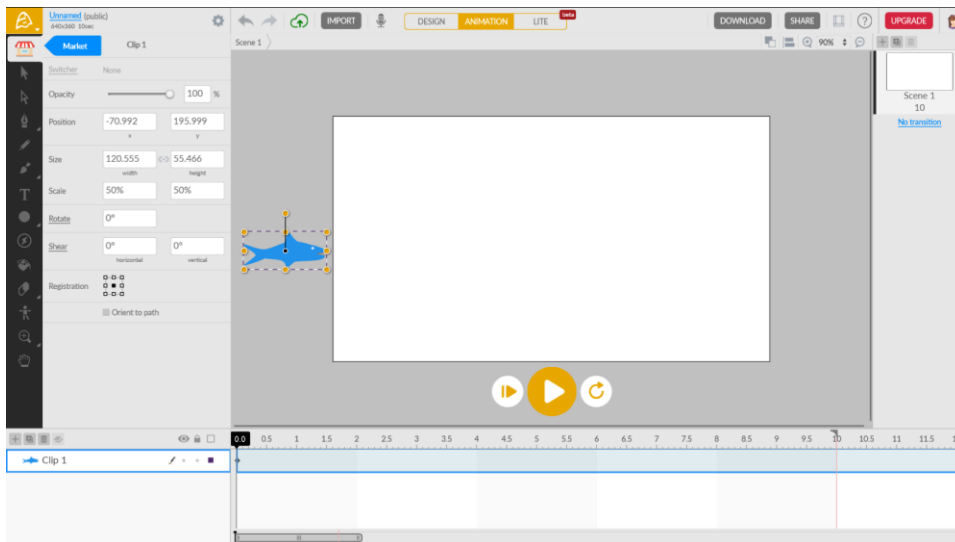 Unnamed (public)
640x360 10sec
IMPORT
DESIGN ANIMATION LITE beta
DOWNLOAD SHARE ? UPGRADE
Market Clip 1
Scene 1
90%
Switcher None
Opacity 100 %
Position -70.992 195.999
x y
Size 120.555 55.466
width height
Scale 50% 50%
Rotate 0°
Shear 0° 0°
horizontal vertical
Registration
Orient to path
T
Scene 1
10
No transition
0.0 0.5 1 1.5 2 2.5 3 3.5 4 4.5 5 5.5 6 6.5 7 7.5 8 8.5 9 9.5 10 10.5 11 11.5
Clip 1